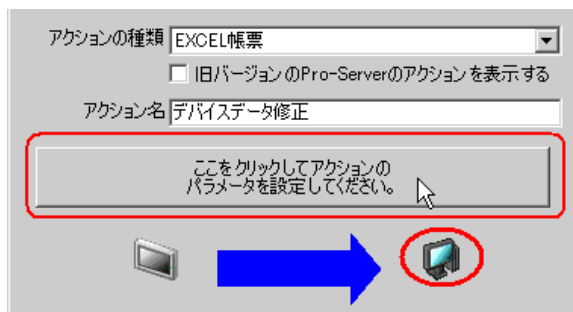 アクションの種類 EXCEL帳票
旧バージョンのPro-Serverのアクションを表示する
アクション名 デバイスデータ修正
ここをクリックしてアクションの
パラメータを設定してください。